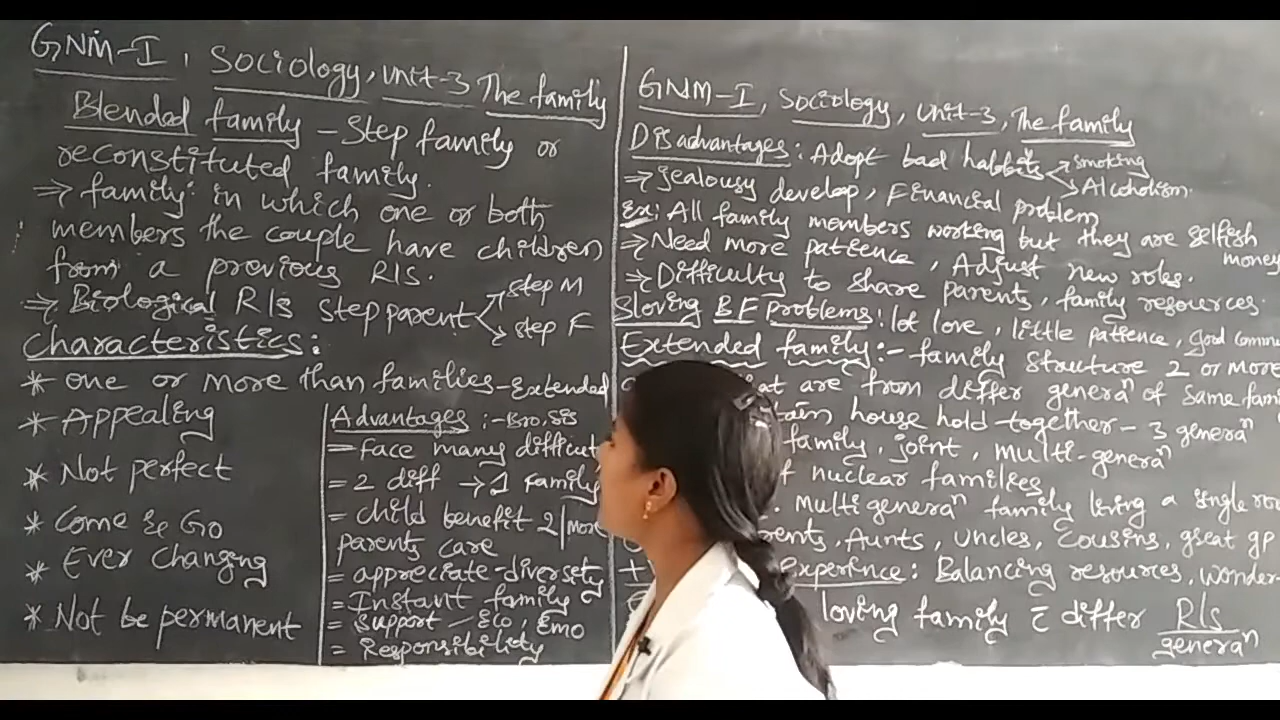 GNM-I, Sociology, unit-3 The family
Blended family - Step family or
reconstituted family.
⇒ family in which one or both
members the couple have children
from a previous R/s.
⇒ Biological R/s step parent
step M
step F
Characteristics:
* one or more than families - Extended
* Appealing
* Not perfect
* Come & Go
* Ever changing
* Not be permanent
Advantages :- Bro, sis
= Face many difficult
= 2 diff → 1 family
= child benefit 2/more
parents care
= appreciate - diversity
= Instant family
= Support - Eco, Emo
= Responsibility
GNM-I, Sociology, unit-3, The family
Disadvantages: Adopt bad habbits
smoking
Alcoholism.
⇒ Jealousy develop, Financial problem
Ex: All family members working but they are selfish
money
⇒ Need more patience, Adjust new roles.
⇒ Difficulty to share parents, family resources.
Sloving BF problems: lot love, little patience, good commu
Extended family:- family structure 2 or more
at are from differ generaⁿ of same fami
house hold together - 3 generaⁿ
family, joint, multi-generaⁿ
f nuclear families
. multi generaⁿ family living a single roo
rents, Aunts, uncles, cousins, great gp
experince: Balancing resources, wonder
loving family c̄ differ R/s
generaⁿ